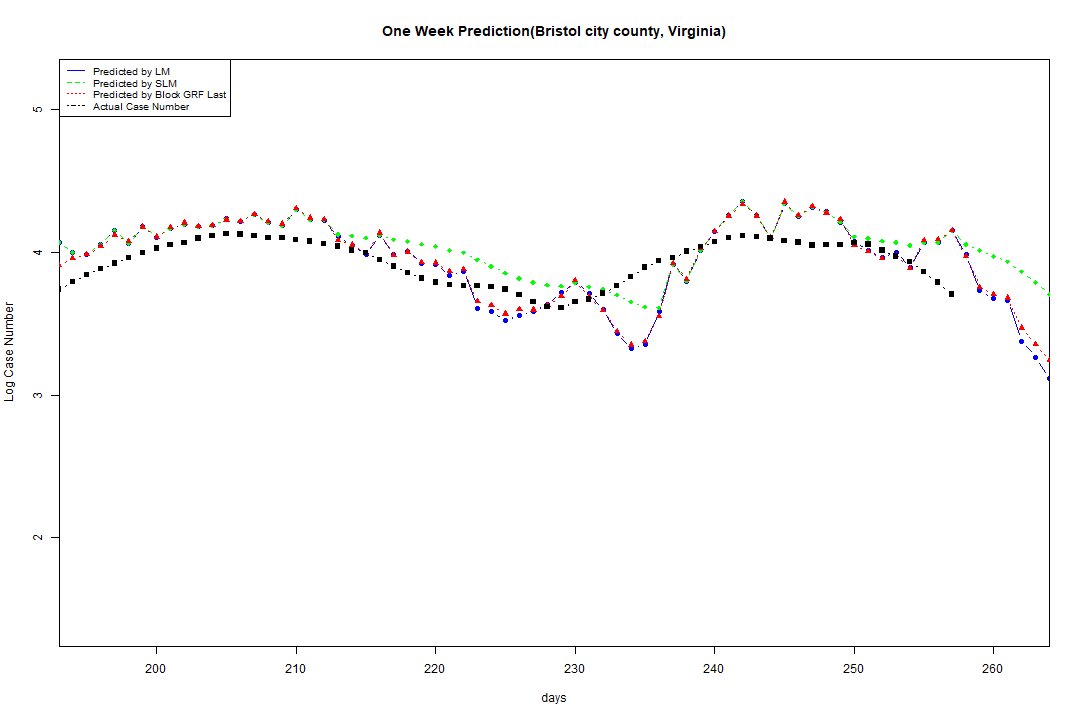 One Week Prediction(Bristol city county, Virginia)
Predicted by LM
Predicted by SLM
Predicted by Block GRF Last
Actual Case Number
5
4
3
2
Log Case Number
200 210 220 230 240 250 260
days